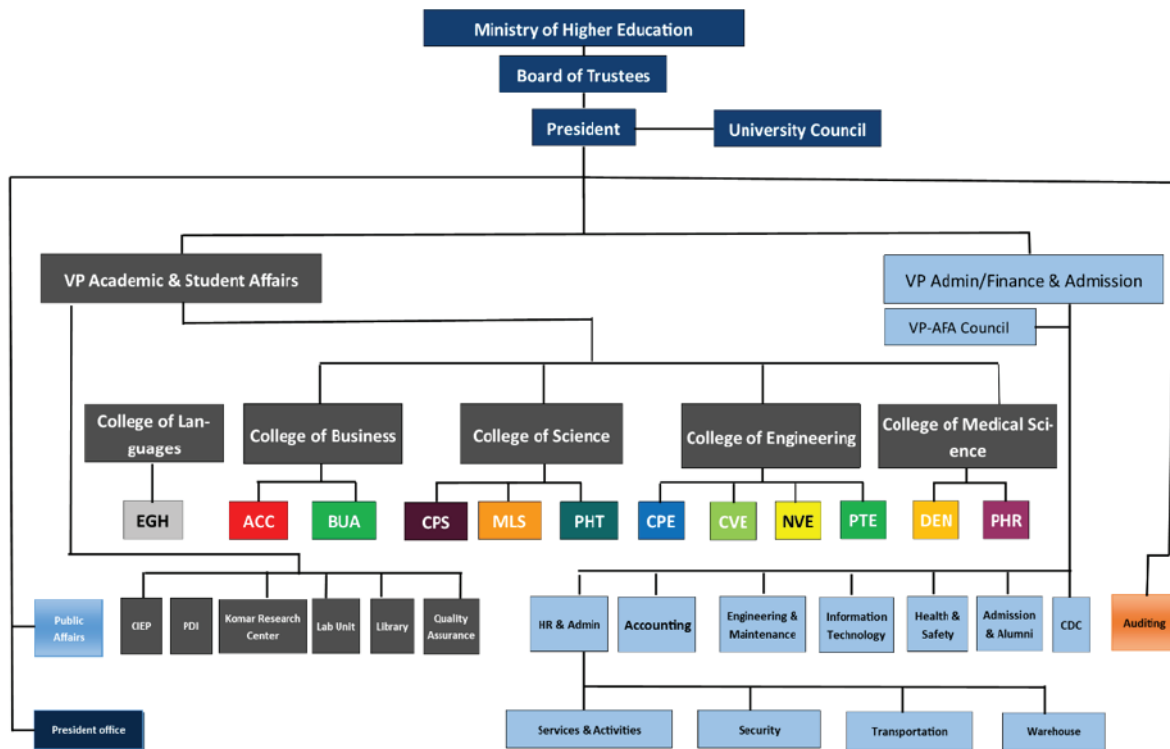 Ministry of Higher Education
Board of Trustees
President
University Council
VP Academic & Student Affairs
VP Admin/Finance & Admission
VP-AFA Council
College of Lan-
guages
College of Business
College of Science
College of Engineering
College of Medical Sci-
ence
EGH
ACC
BUA
CPS
MLS
PHT
CPE
CVE
NVE
PTE
DEN
PHR
Public
Affairs
CIEP
PDI
Komar Research
Center
Lab Unit
Library
Quality
Assurance
HR & Admin
Accounting
Engineering &
Maintenance
Information
Technology
Health &
Safety
Admission
& Alumni
CDC
Auditing
President office
Services & Activities
Security
Transportation
Warehouse